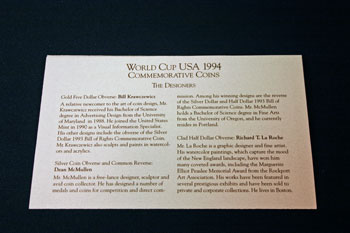 WORLD CUP USA 1994
COMMEMORATIVE COINS
THE DESIGNERS
Gold Five Dollar Obverse: Bill Krawczewicz
A relative newcomer to the art of coin design, Mr.
Krawczewicz received his Bachelor of Science
degree in Advertising Design from the University
of Maryland in 1988. He joined the United States
Mint in 1990 as a Visual Information Specialist.
His other designs include the obverse of the Silver
Dollar 1993 Bill of Rights Commemorative Coin.
Mr. Krawczewicz also sculpts and paints in watercol-
ors and acrylics.
Silver Coin Obverse and Common Reverse:
Dean McMullen
Mr. McMullen is a free-lance designer, sculptor and
avid coin collector. He has designed a number of
medals and coins for competition and direct com-
mission. Among his winning designs are the reverse
of the Silver Dollar and Half Dollar 1993 Bill of
Rights Commemorative Coins. Mr. McMullen
holds a Bachelor of Science degree in Fine Arts
from the University of Oregon, and he currently
resides in Portland.
Clad Half Dollar Obverse: Richard T. La Roche
Mr. La Roche is a graphic designer and fine artist.
His watercolor paintings, which capture the mood
of the New England landscape, have won him
many coveted awards, including the Marguerite
Elliot Pearlee Memorial Award from the Rockport
Art Association. His works have been featured in
several prestigious exhibits and have been sold to
private and corporate collections. He lives in Boston.